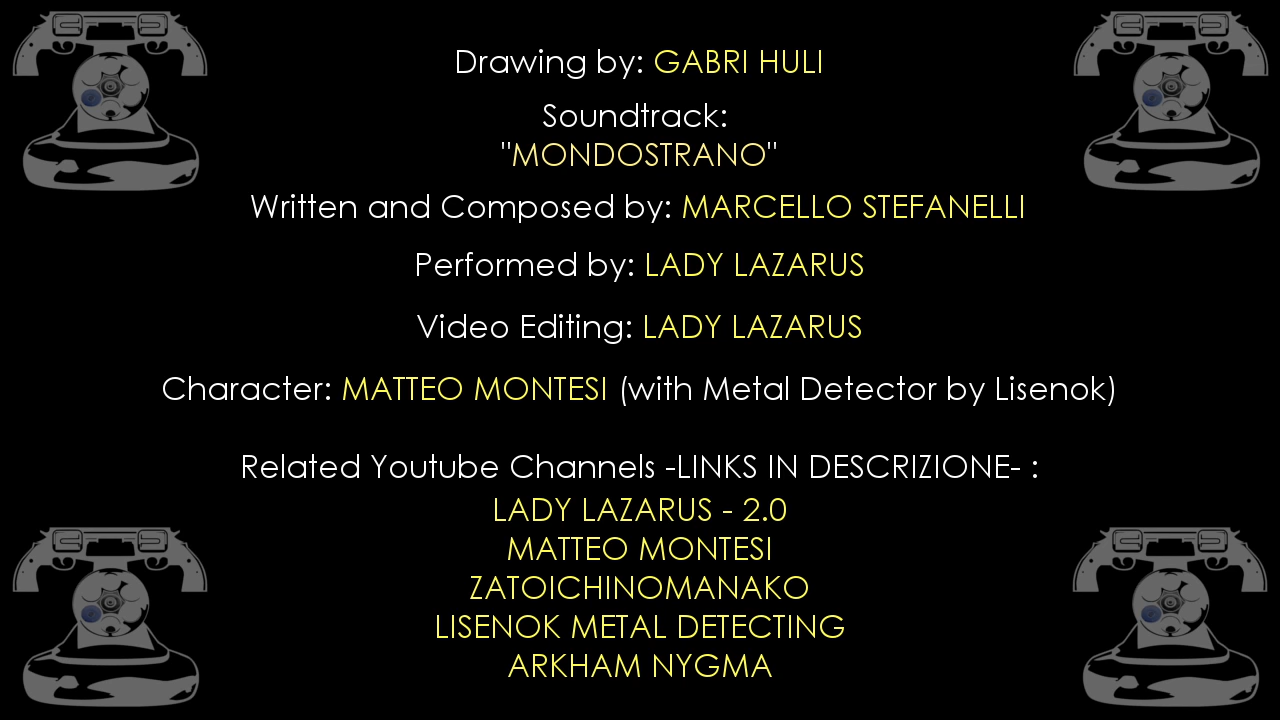 Drawing by: GABRI HULI
Soundtrack:
"MONDOSTRANO"
Written and Composed by: MARCELLO STEFANELLI
Performed by: LADY LAZARUS
Video Editing: LADY LAZARUS
Character: MATTEO MONTESI (with Metal Detector by Lisenok)
Related Youtube Channels -LINKS IN DESCRIZIONE- :
LADY LAZARUS - 2.0
MATTEO MONTESI
ZATOICHINOMANAKO
LISENOK METAL DETECTING
ARKHAM NYGMA